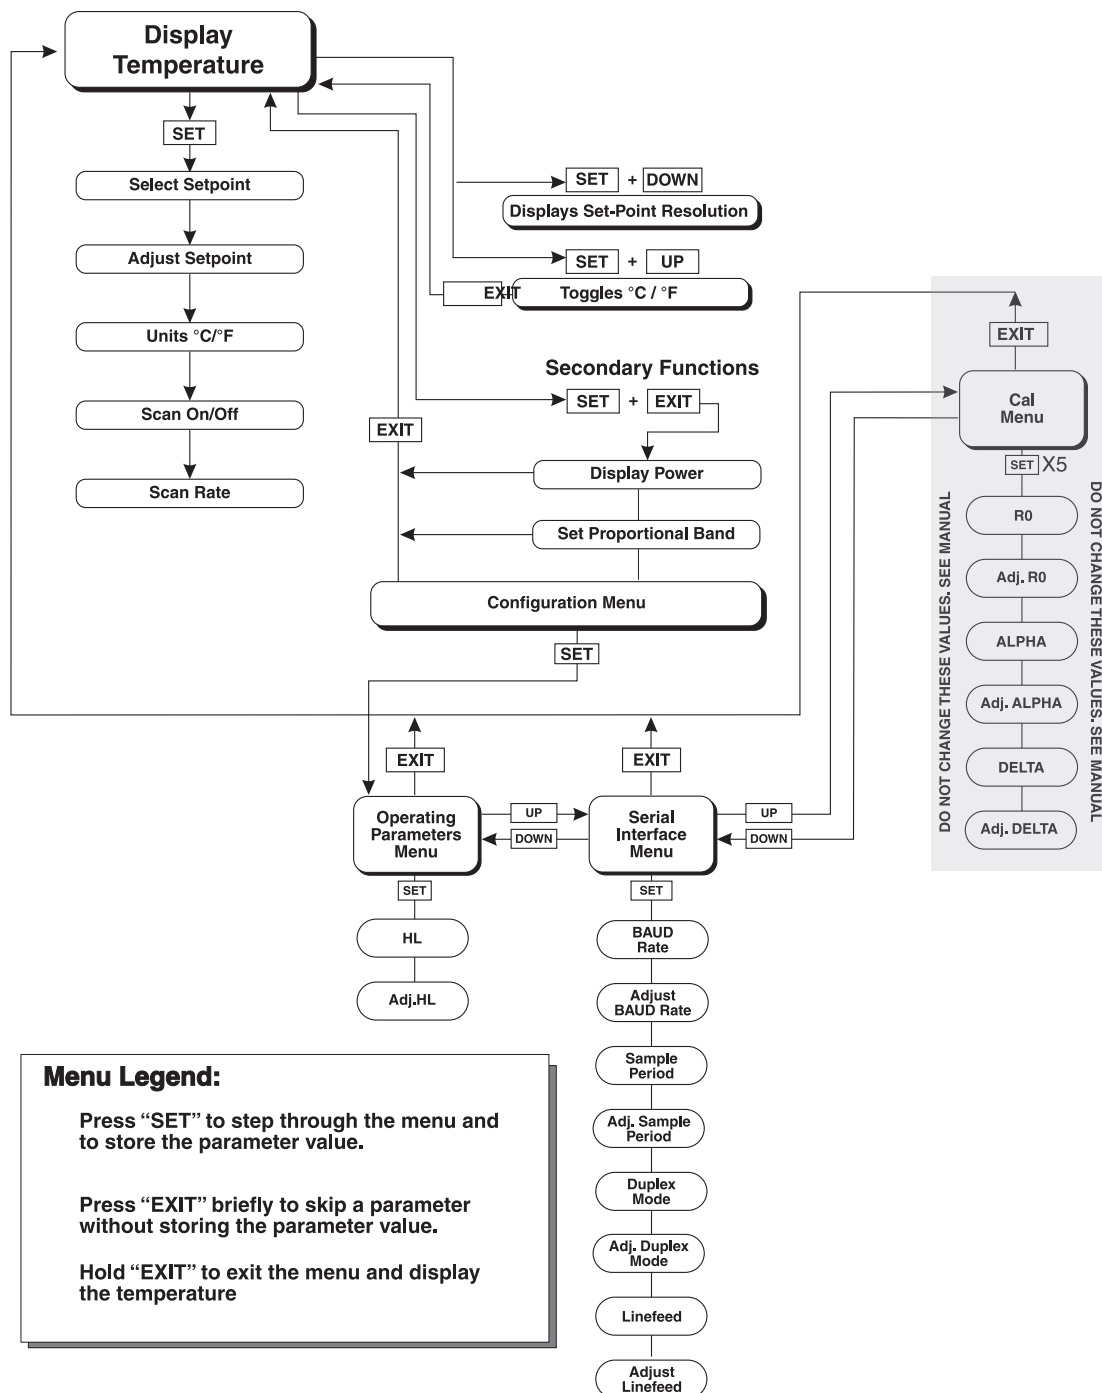 Display
Temperature
SET
Select Setpoint
Adjust Setpoint
Units °C/°F
Scan On/Off
Scan Rate
SET + DOWN
Displays Set-Point Resolution
SET + UP
EXIT
Toggles °C / °F
Secondary Functions
SET + EXIT
EXIT
Display Power
Set Proportional Band
Configuration Menu
SET
EXIT
Operating
Parameters
Menu
SET
HL
Adj.HL
UP
DOWN
EXIT
Serial
Interface
Menu
SET
BAUD
Rate
Adjust
BAUD Rate
Sample
Period
Adj. Sample
Period
Duplex
Mode
Adj. Duplex
Mode
Linefeed
Adjust
Linefeed
UP
DOWN
EXIT
Cal
Menu
SET X5
R0
Adj. R0
ALPHA
Adj. ALPHA
DELTA
Adj. DELTA
DO NOT CHANGE THESE VALUES. SEE MANUAL
DO NOT CHANGE THESE VALUES. SEE MANUAL
Menu Legend:
Press “SET” to step through the menu and
to store the parameter value.
Press “EXIT” briefly to skip a parameter
without storing the parameter value.
Hold “EXIT” to exit the menu and display
the temperature